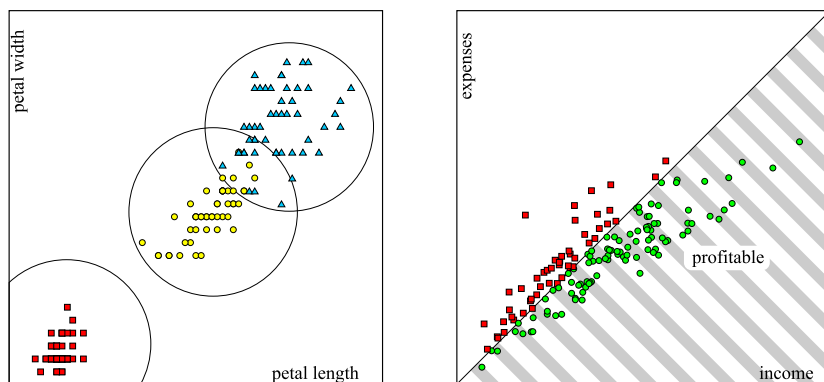 petal width
petal length
expenses
profitable
income